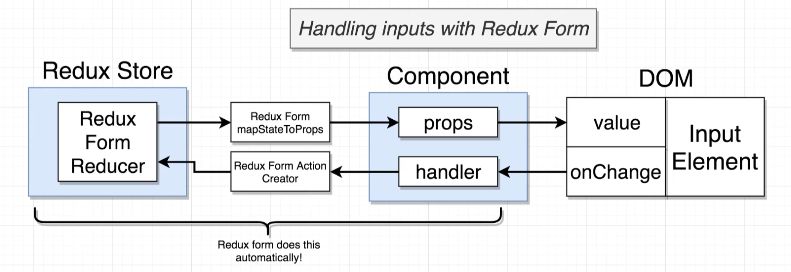 Handling inputs with Redux Form
Redux Store
Component
DOM
Redux
Form
Reducer
Redux Form
mapStateToProps
Redux Form Action
Creator
props
handler
value
onChange
Input
Element
Redux form does this
automatically!